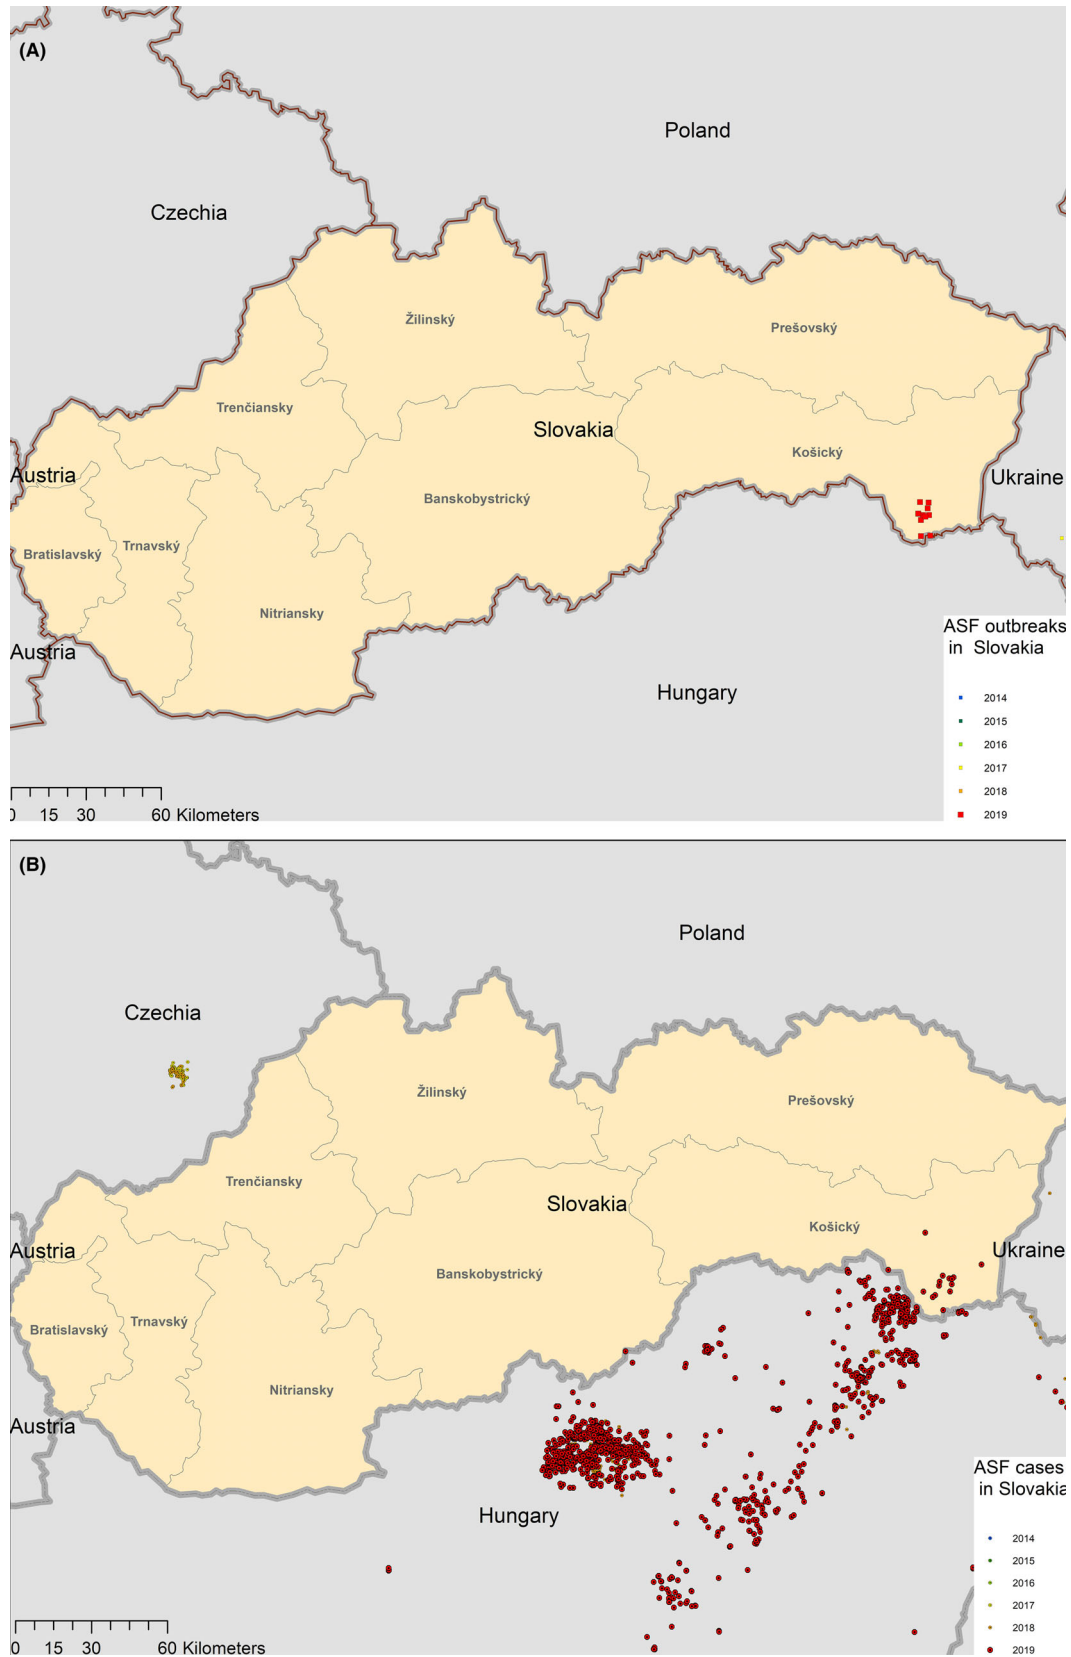 (A)
Poland
Czechia
Žilinský
Prešovský
Trenčiansky
Slovakia
Košický
Austria
Ukraine
Banskobystrický
Bratislavský
Trnavský
Nitriansky
Austria
Hungary
ASF outbreaks
in Slovakia
2014
2015
2016
2017
2018
2019
0 15 30 60 Kilometers
(B)
Poland
Czechia
Žilinský
Prešovský
Trenčiansky
Slovakia
Košický
Austria
Ukraine
Banskobystrický
Bratislavský
Trnavský
Nitriansky
Austria
Hungary
ASF cases
in Slovakia
2014
2015
2016
2017
2018
2019
0 15 30 60 Kilometers